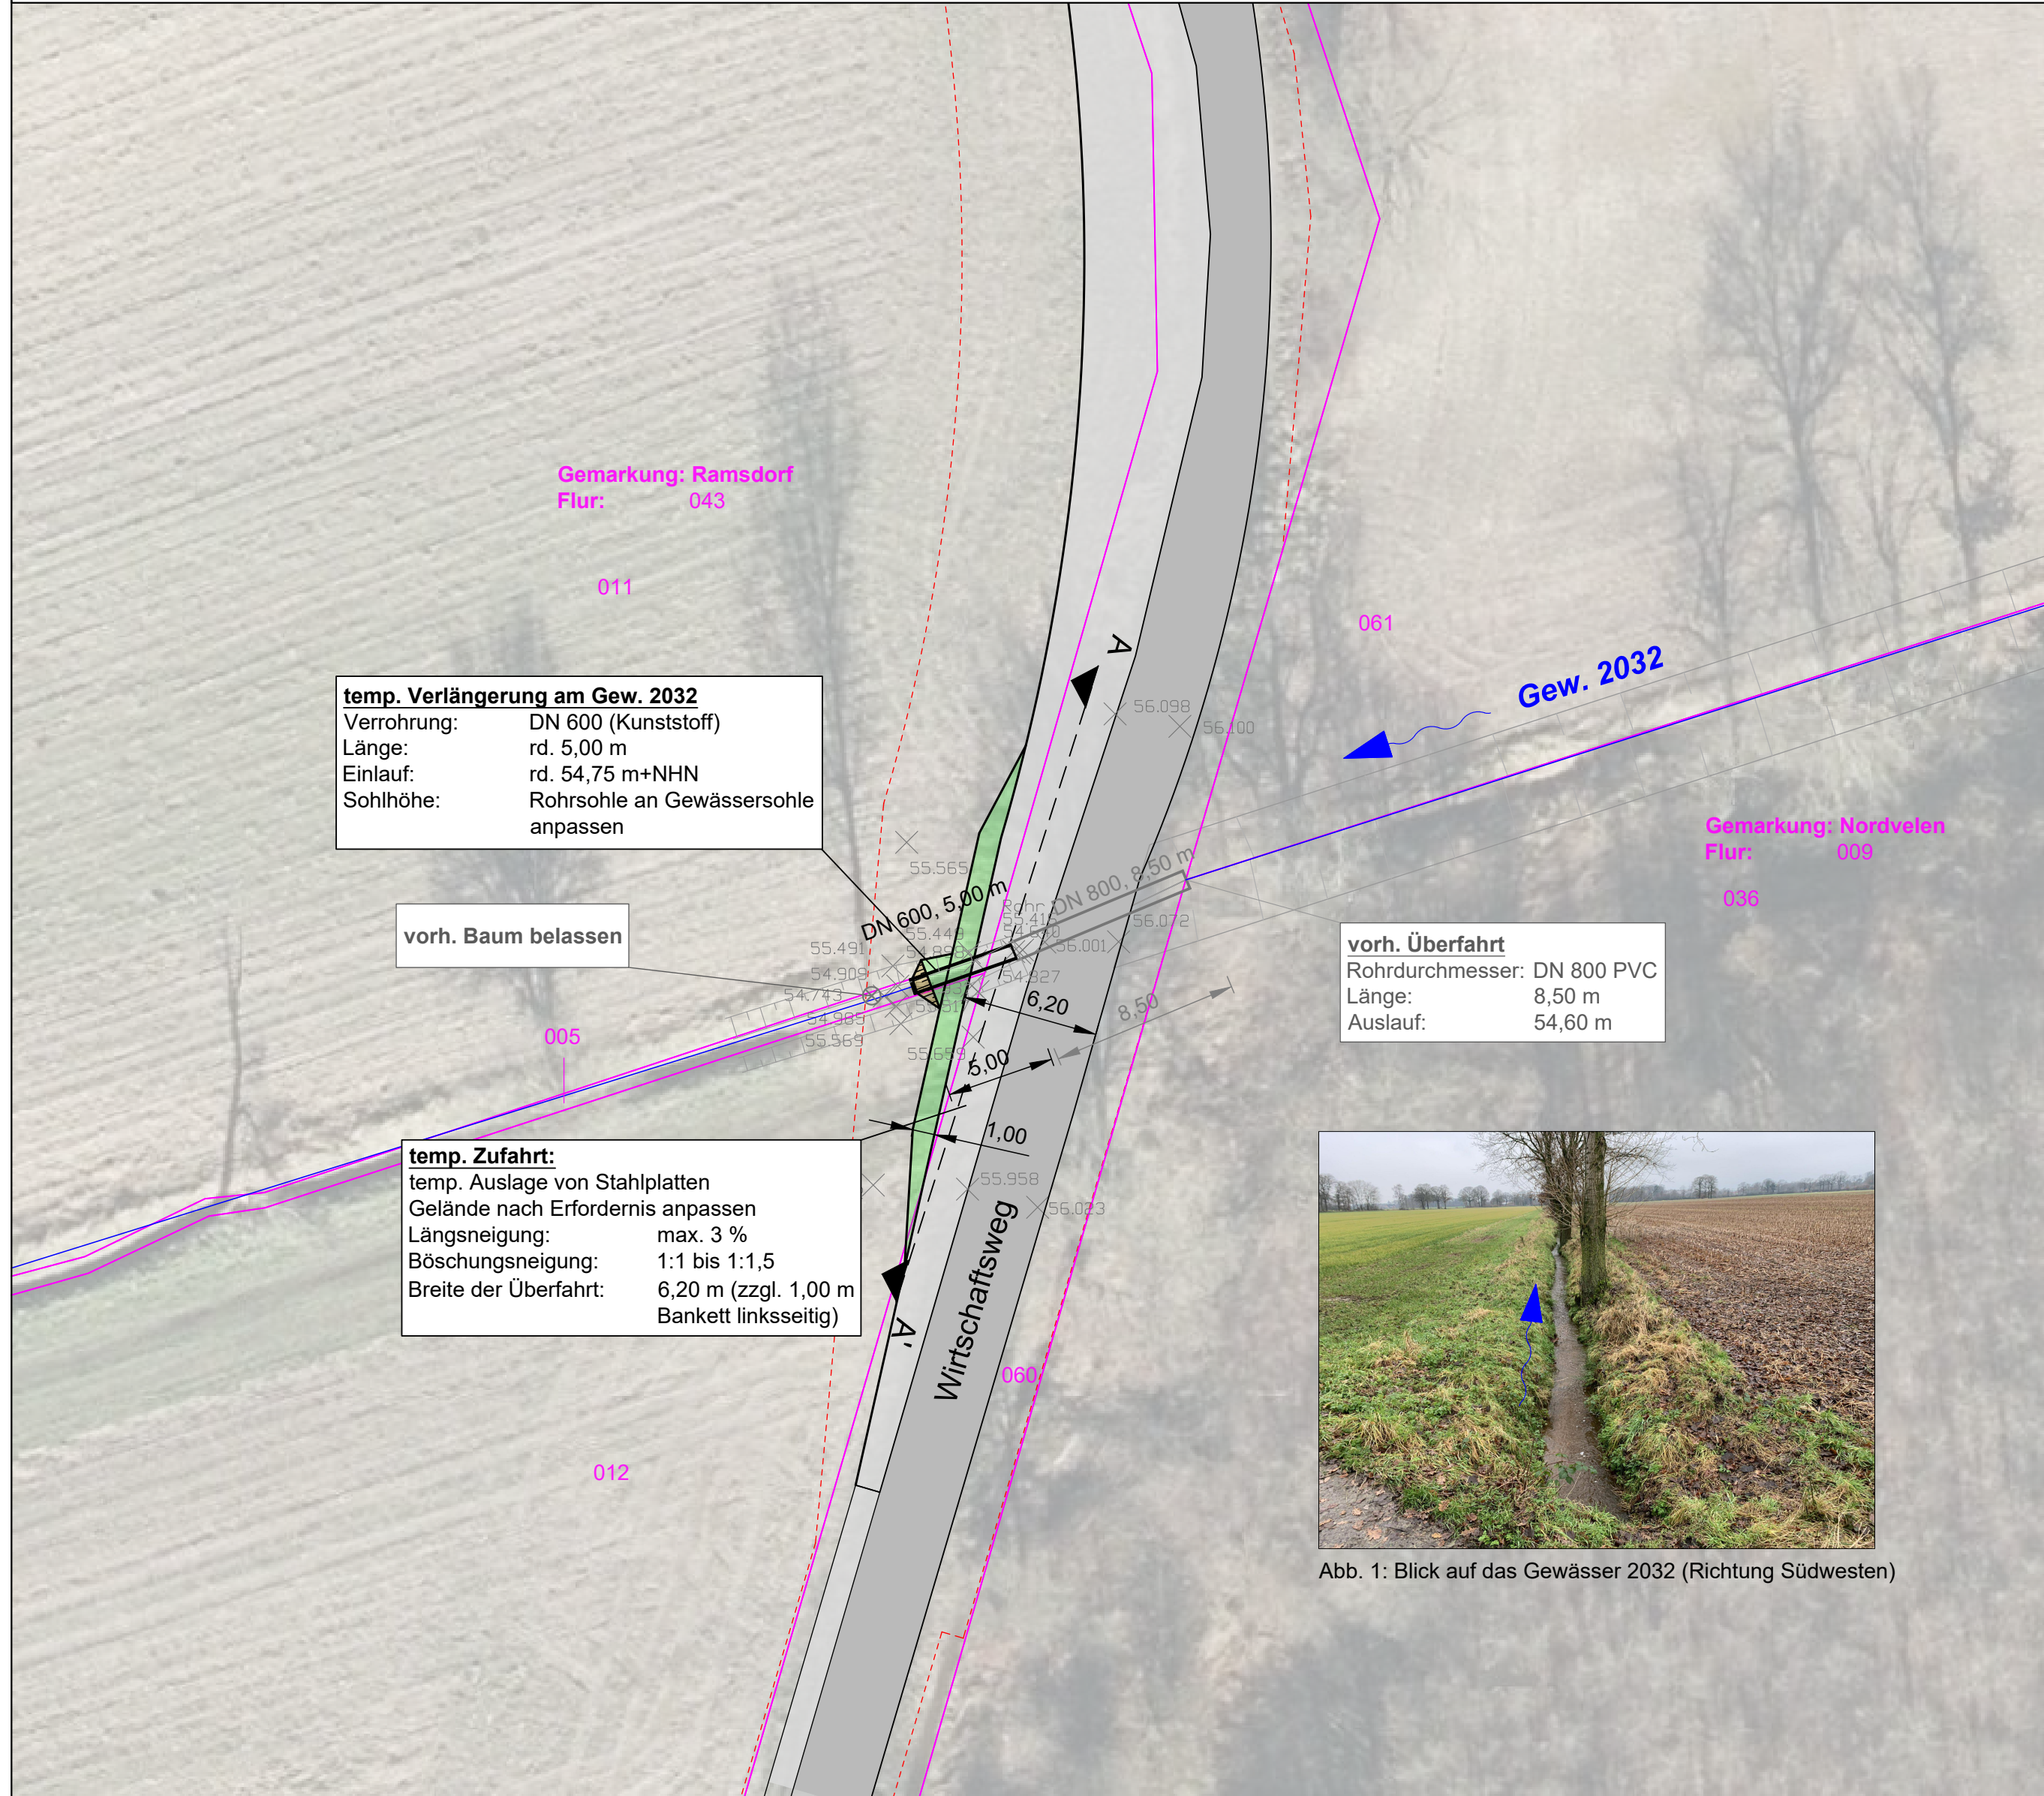 Gemarkung: Ramsdorf
Flur: 043
011
061
A
Gew. 2032
temp. Verlängerung am Gew. 2032
Verrohrung: DN 600 (Kunststoff)
Länge: rd. 5,00 m
Einlauf: rd. 54,75 m+NHN
Sohlhöhe: Rohrsohle an Gewässersohle
anpassen
56.098
56.100
Gemarkung: Nordvelen
Flur: 009
036
55.565
DN 600, 5,00 m
DN 800, 8,50 m
Rohr
vorh. Baum belassen
55.449
55.491
56.072
56.001
54.909
54.743
54.827
54.989
55.569
55.659
vorh. Überfahrt
Rohrdurchmesser: DN 800 PVC
Länge: 8,50 m
Auslauf: 54,60 m
6,20
8,50
5,00
1,00
005
temp. Zufahrt:
temp. Auslage von Stahlplatten
Gelände nach Erfordernis anpassen
Längsneigung: max. 3 %
Böschungsneigung: 1:1 bis 1:1,5
Breite der Überfahrt: 6,20 m (zzgl. 1,00 m
Bankett linksseitig)
55.958
56.023
A'
Wirtschaftsweg
060
012
Abb. 1: Blick auf das Gewässer 2032 (Richtung Südwesten)